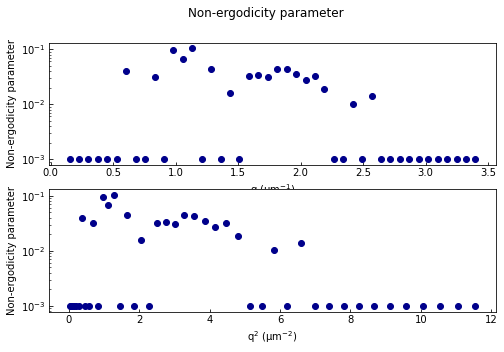 Non-ergodicity parameter
Non-ergodicity parameter
10⁻¹
10⁻²
10⁻³
0.0 0.5 1.0 1.5 2.0 2.5 3.0 3.5
q (μm⁻¹)
Non-ergodicity parameter
10⁻¹
10⁻²
10⁻³
0 2 4 6 8 10 12
q² (μm⁻²)